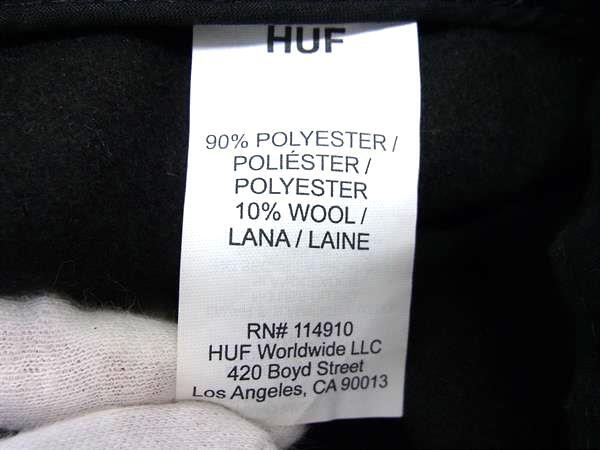 HUF
90% POLYESTER /
POLIÉSTER /
POLYESTER
10% WOOL /
LANA / LAINE
RN# 114910
HUF Worldwide LLC
420 Boyd Street
Los Angeles, CA 90013